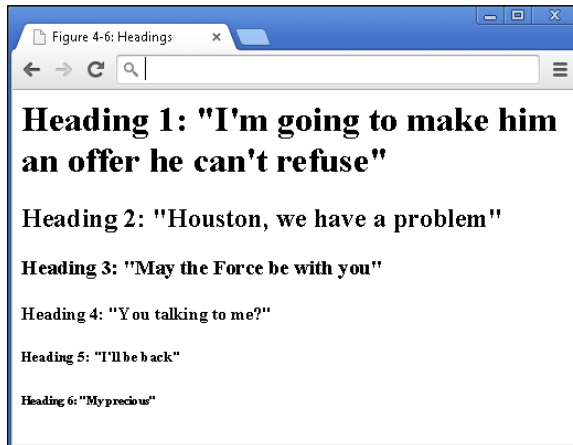 Figure 4-6: Headings
Heading 1: "I'm going to make him
an offer he can't refuse"
Heading 2: "Houston, we have a problem"
Heading 3: "May the Force be with you"
Heading 4: "You talking to me?"
Heading 5: "I'll be back"
Heading 6: "My precious"